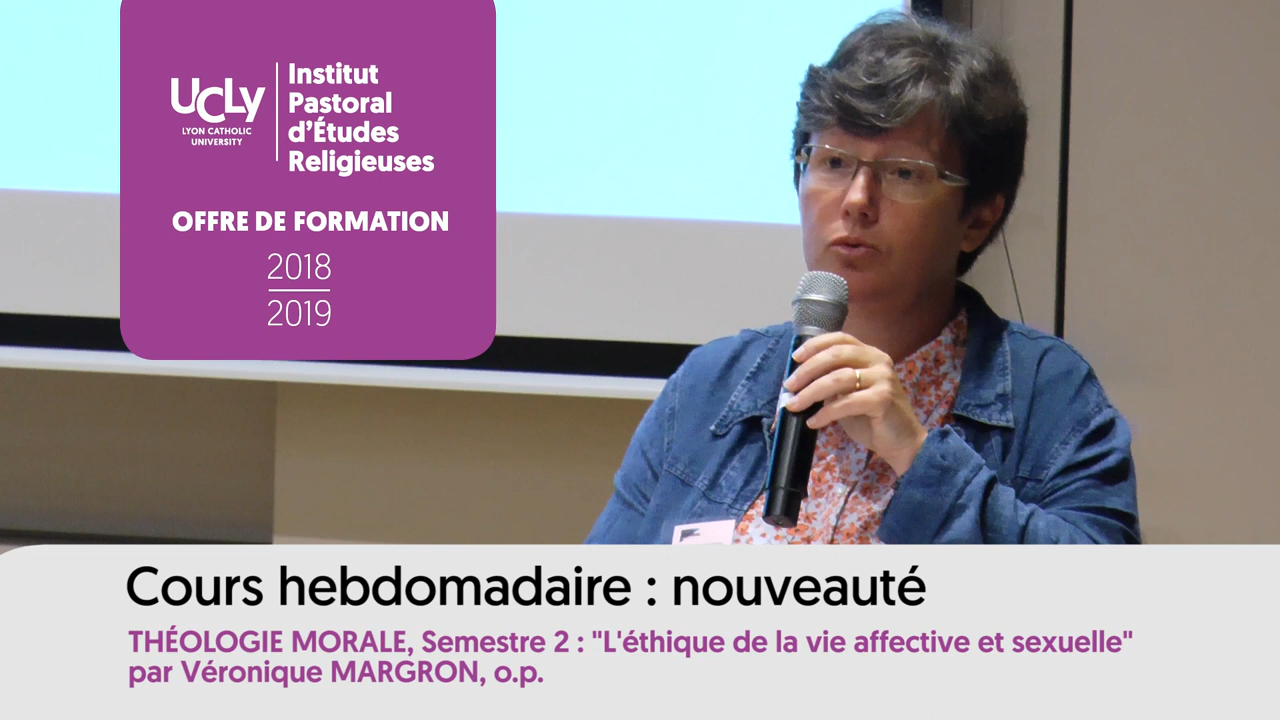 UCLy
LYON CATHOLIC
UNIVERSITY
Institut
Pastoral
d'Études
Religieuses
OFFRE DE FORMATION
2018
2019
Cours hebdomadaire : nouveauté
THÉOLOGIE MORALE, Semestre 2 : "L'éthique de la vie affective et sexuelle"
par Véronique MARGRON, o.p.